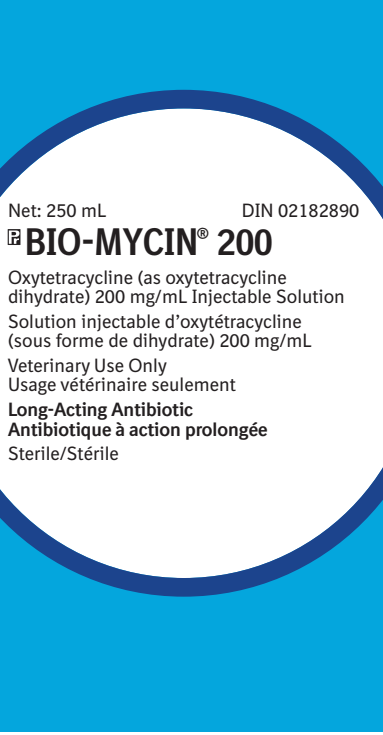 Net: 250 mL DIN 02182890
Pr BIO-MYCIN® 200
Oxytetracycline (as oxytetracycline
dihydrate) 200 mg/mL Injectable Solution
Solution injectable d'oxytétracycline
(sous forme de dihydrate) 200 mg/mL
Veterinary Use Only
Usage vétérinaire seulement
Long-Acting Antibiotic
Antibiotique à action prolongée
Sterile/Stérile